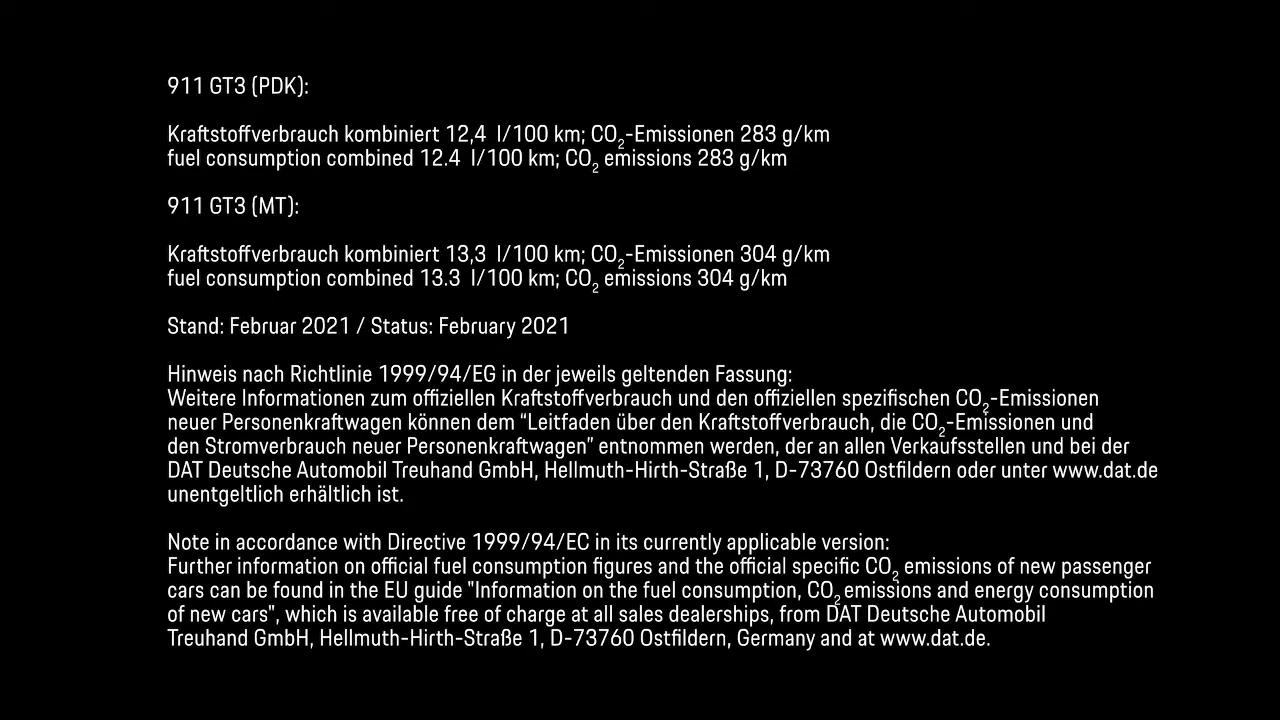 911 GT3 (PDK):
Kraftstoffverbrauch kombiniert 12,4 l/100 km; CO₂-Emissionen 283 g/km
fuel consumption combined 12.4 l/100 km; CO₂ emissions 283 g/km
911 GT3 (MT):
Kraftstoffverbrauch kombiniert 13,3 l/100 km; CO₂-Emissionen 304 g/km
fuel consumption combined 13.3 l/100 km; CO₂ emissions 304 g/km
Stand: Februar 2021 / Status: February 2021
Hinweis nach Richtlinie 1999/94/EG in der jeweils geltenden Fassung:
Weitere Informationen zum offiziellen Kraftstoffverbrauch und den offiziellen spezifischen CO₂-Emissionen
neuer Personenkraftwagen können dem “Leitfaden über den Kraftstoffverbrauch, die CO₂-Emissionen und
den Stromverbrauch neuer Personenkraftwagen” entnommen werden, der an allen Verkaufsstellen und bei der
DAT Deutsche Automobil Treuhand GmbH, Hellmuth-Hirth-Straße 1, D-73760 Ostfildern oder unter www.dat.de
unentgeltlich erhältlich ist.
Note in accordance with Directive 1999/94/EC in its currently applicable version:
Further information on official fuel consumption figures and the official specific CO₂ emissions of new passenger
cars can be found in the EU guide "Information on the fuel consumption, CO₂ emissions and energy consumption
of new cars", which is available free of charge at all sales dealerships, from DAT Deutsche Automobil
Treuhand GmbH, Hellmuth-Hirth-Straße 1, D-73760 Ostfildern, Germany and at www.dat.de.